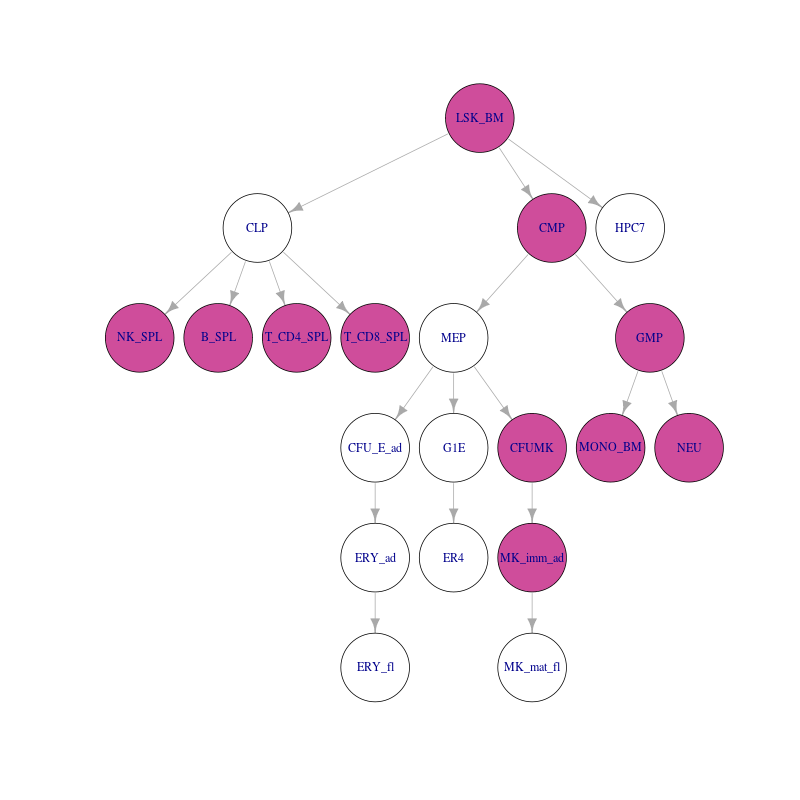 LSK_BM
CLP
CMP
HPC7
NK_SPL
B_SPL
T_CD4_SPL
T_CD8_SPL
MEP
GMP
CFU_E_ad
G1E
CFUMK
MONO_BM
NEU
ERY_ad
ER4
MK_imm_ad
ERY_fl
MK_mat_fl